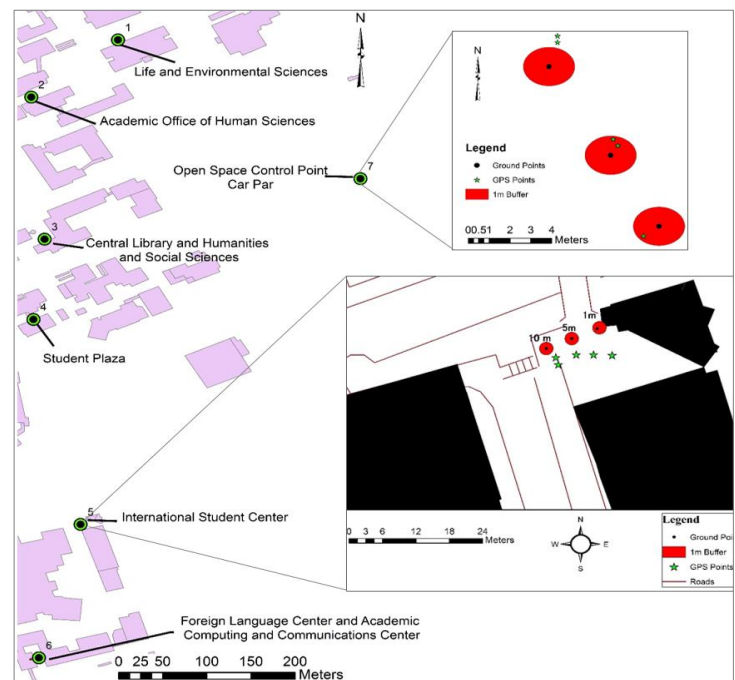 1
N
Life and Environmental Sciences
2
Academic Office of Human Sciences
Open Space Control Point
Car Par
7
3
Central Library and Humanities
and Social Sciences
4
Student Plaza
5
International Student Center
Foreign Language Center and Academic
Computing and Communications Center
6
0 25 50 100 150 200
Meters
N
Legend
Ground Points
GPS Points
1m Buffer
00.51 2 3 4
Meters
1m
5m
10 m
0 3 6 12 18 24
Meters
N
W E
S
Legend
Ground Poi
1m Buffer
GPS Points
Roads